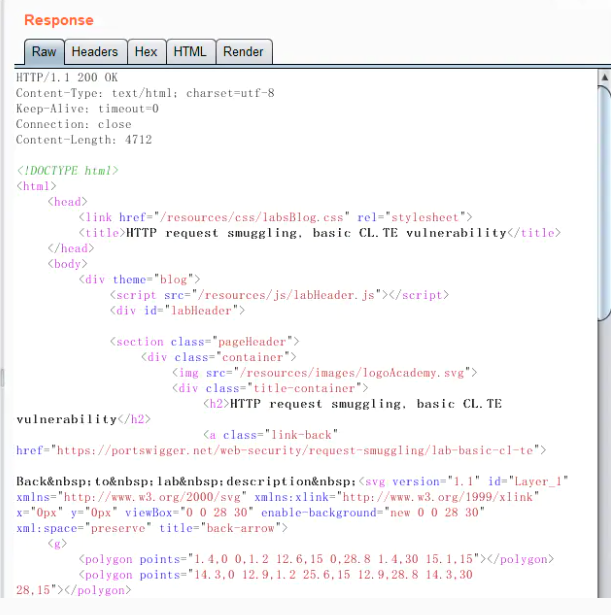 Response
Raw Headers Hex HTML Render
HTTP/1.1 200 OK
Content-Type: text/html; charset=utf-8
Keep-Alive: timeout=0
Connection: close
Content-Length: 4712
<!DOCTYPE html>
<html>
<head>
<link href="/resources/css/labsBlog.css" rel="stylesheet">
<title>HTTP request smuggling, basic CL.TE vulnerability</title>
</head>
<body>
<div theme="blog">
<script src="/resources/js/labHeader.js"></script>
<div id="labHeader">
<section class="pageHeader">
<div class="container">
<img src="/resources/images/logoAcademy.svg">
<div class="title-container">
<h2>HTTP request smuggling, basic CL.TE
vulnerability</h2>
<a class="link-back"
href="https://portswigger.net/web-security/request-smuggling/lab-basic-cl-te">
Back&nbsp;to&nbsp;lab&nbsp;description&nbsp;<svg version="1.1" id="Layer_1"
xmlns="http://www.w3.org/2000/svg" xmlns:xlink="http://www.w3.org/1999/xlink"
x="0px" y="0px" viewBox="0 0 28 30" enable-background="new 0 0 28 30"
xml:space="preserve" title="back-arrow">
<g>
<polygon points="1.4,0 0,1.2 12.6,15 0,28.8 1.4,30 15.1,15"></polygon>
<polygon points="14.3,0 12.9,1.2 25.6,15 12.9,28.8 14.3,30
28,15"></polygon>